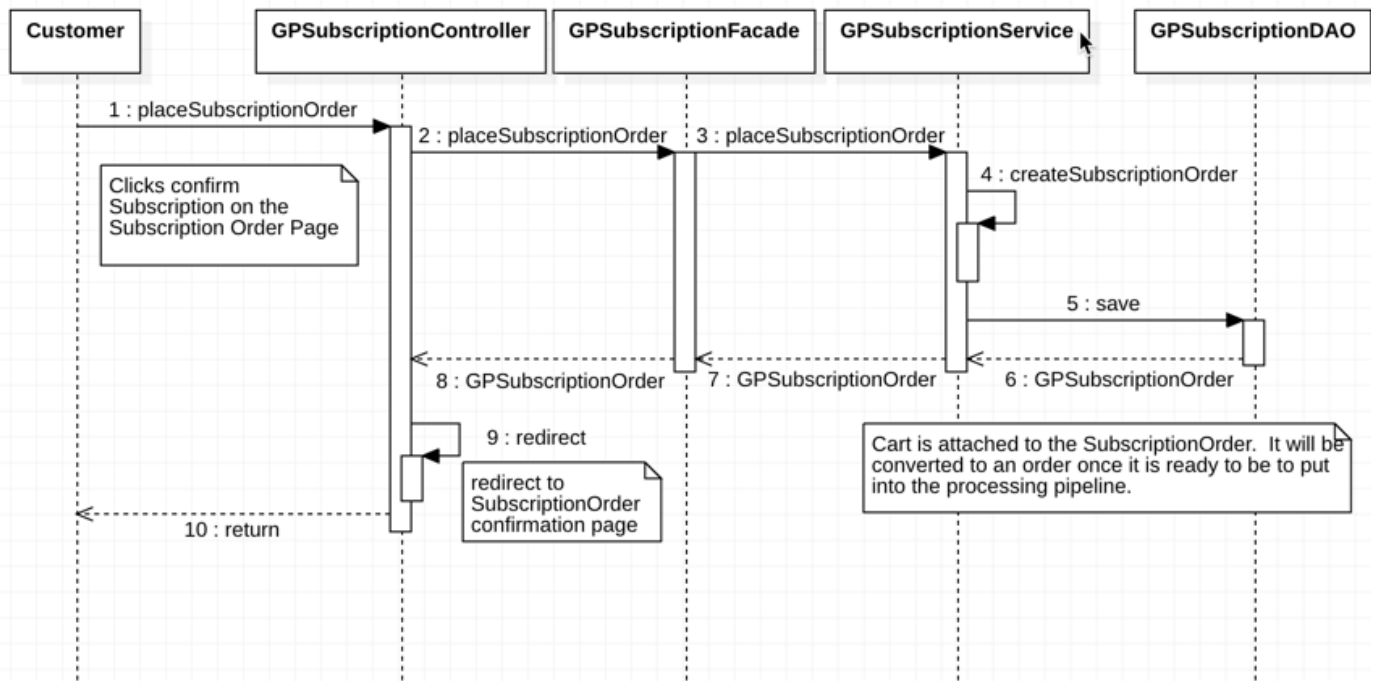 Customer
GPSubscriptionController
GPSubscriptionFacade
GPSubscriptionService
GPSubscriptionDAO
1 : placeSubscriptionOrder
2 : placeSubscriptionOrder
3 : placeSubscriptionOrder
4 : createSubscriptionOrder
Clicks confirm
Subscription on the
Subscription Order Page
5 : save
8 : GPSubscriptionOrder
7 : GPSubscriptionOrder
6 : GPSubscriptionOrder
9 : redirect
redirect to
SubscriptionOrder
confirmation page
Cart is attached to the SubscriptionOrder.  It will be
converted to an order once it is ready to be to put
into the processing pipeline.
10 : return